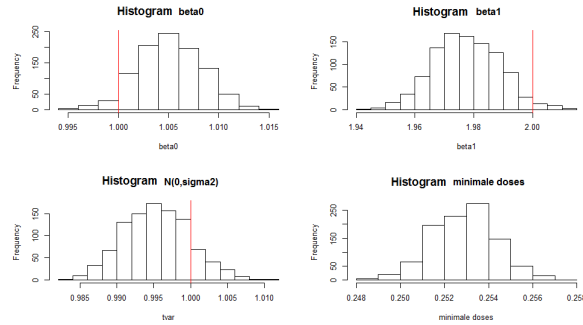 Histogram beta0
Frequency
0 50 150 250
0.995 1.000 1.005 1.010 1.015
beta0
Histogram beta1
Frequency
0 50 100 150
1.94 1.96 1.98 2.00
beta1
Histogram N(0,sigma2)
Frequency
0 50 100 150
0.985 0.990 0.995 1.000 1.005 1.010
tvar
Histogram minimale doses
Frequency
0 50 150 250
0.248 0.250 0.252 0.254 0.256 0.258
minimale doses